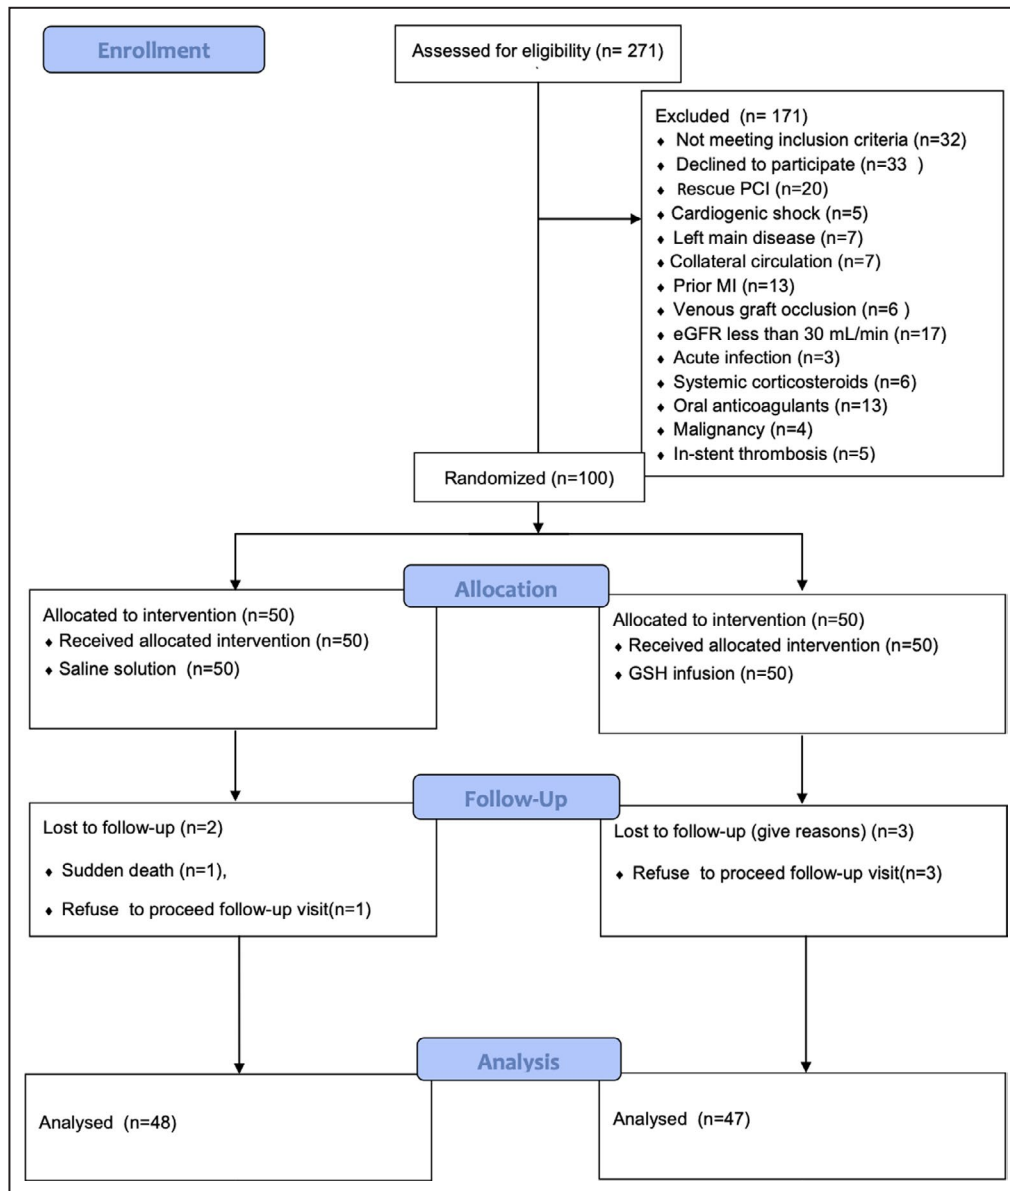 Enrollment
Assessed for eligibility (n= 271)
Excluded (n= 171)
♦ Not meeting inclusion criteria (n=32)
♦ Declined to participate (n=33 )
♦ Rescue PCI (n=20)
♦ Cardiogenic shock (n=5)
♦ Left main disease (n=7)
♦ Collateral circulation (n=7)
♦ Prior MI (n=13)
♦ Venous graft occlusion (n=6 )
♦ eGFR less than 30 mL/min (n=17)
♦ Acute infection (n=3)
♦ Systemic corticosteroids (n=6)
♦ Oral anticoagulants (n=13)
♦ Malignancy (n=4)
♦ In-stent thrombosis (n=5)
Randomized (n=100)
Allocation
Allocated to intervention (n=50)
♦ Received allocated intervention (n=50)
♦ Saline solution (n=50)
Allocated to intervention (n=50)
♦ Received allocated intervention (n=50)
♦ GSH infusion (n=50)
Follow-Up
Lost to follow-up (n=2)
♦ Sudden death (n=1),
♦ Refuse to proceed follow-up visit(n=1)
Lost to follow-up (give reasons) (n=3)
♦ Refuse to proceed follow-up visit(n=3)
Analysis
Analysed (n=48)
Analysed (n=47)